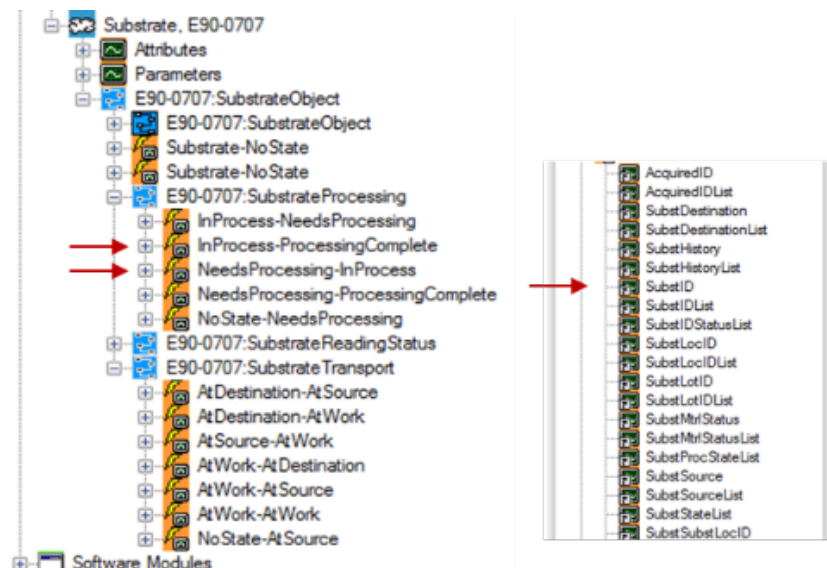 Substrate, E90-0707
Attributes
Parameters
E90-0707:SubstrateObject
E90-0707:SubstrateObject
Substrate-NoState
Substrate-NoState
E90-0707:SubstrateProcessing
InProcess-NeedsProcessing
InProcess-ProcessingComplete
NeedsProcessing-InProcess
NeedsProcessing-ProcessingComplete
NoState-NeedsProcessing
E90-0707:SubstrateReadingStatus
E90-0707:SubstrateTransport
AtDestination-AtSource
AtDestination-AtWork
AtSource-AtWork
AtWork-AtDestination
AtWork-AtSource
AtWork-AtWork
NoState-AtSource
Software Modules
AcquiredID
AcquiredIDList
SubstDestination
SubstDestinationList
SubstHistory
SubstHistoryList
SubstID
SubstIDList
SubstIDStatusList
SubstLocID
SubstLocIDList
SubstLotID
SubstLotIDList
SubstMtrlStatus
SubstMtrlStatusList
SubstProcStateList
SubstSource
SubstSourceList
SubstStateList
SubstSubstLocID